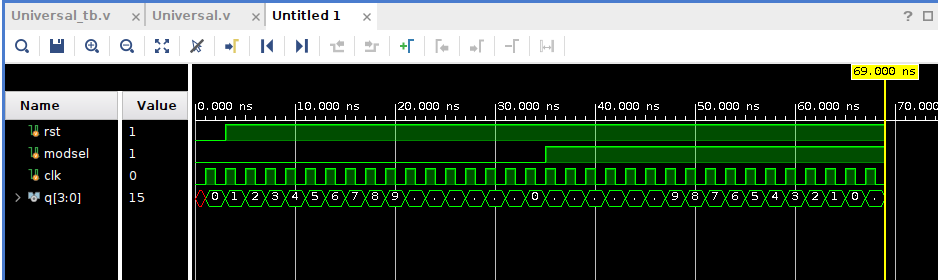 Universal_tb.v × Universal.v × Untitled 1 × ?
69.000 ns
Name Value 0.000 ns 10.000 ns 20.000 ns 30.000 ns 40.000 ns 50.000 ns 60.000 ns 70.000
rst 1
modsel 1
clk 0
q[3:0] 15 0 1 2 3 4 5 6 7 8 9 . . . . . . 0 . . . . . . 9 8 7 6 5 4 3 2 1 0 .